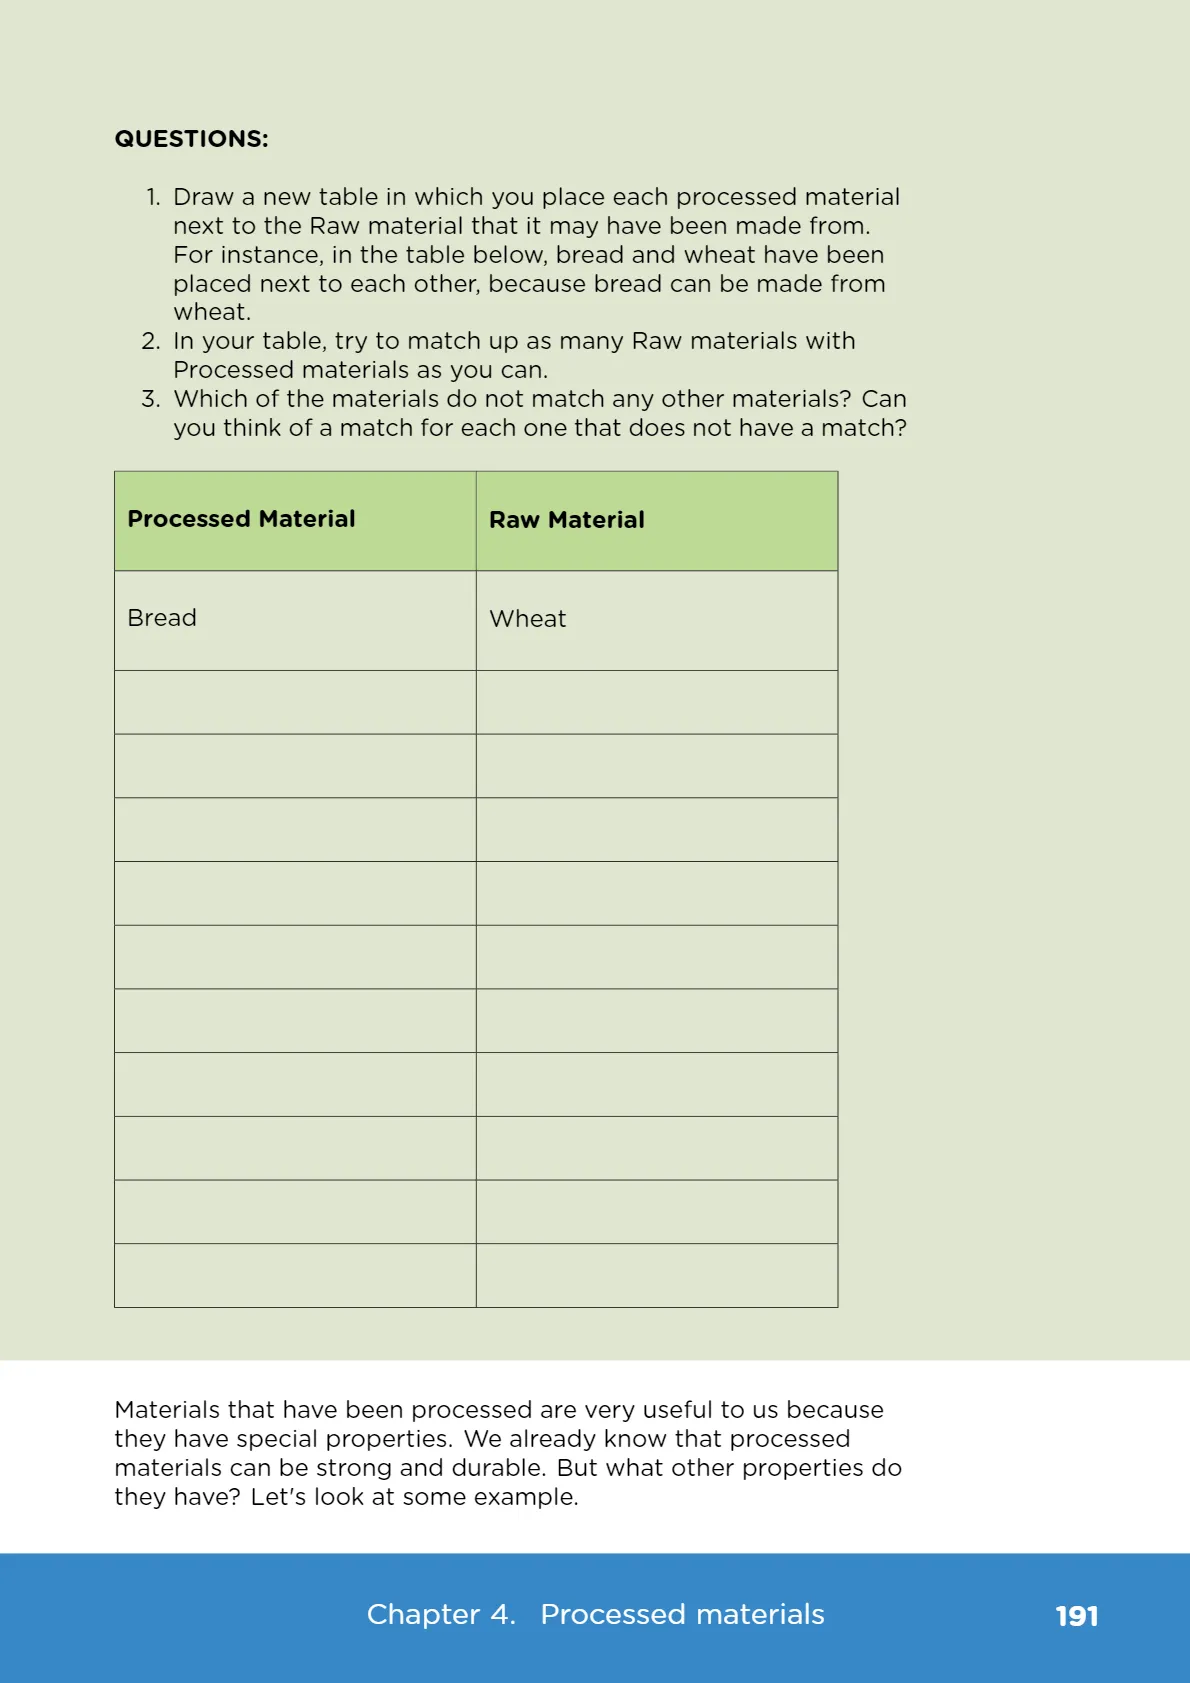 QUESTIONS:
1. Draw a new table in which you place each processed material
next to the Raw material that it may have been made from.
For instance, in the table below, bread and wheat have been
placed next to each other, because bread can be made from
wheat.
2. In your table, try to match up as many Raw materials with
Processed materials as you can.
3. Which of the materials do not match any other materials? Can
you think of a match for each one that does not have a match?
Processed Material Raw Material
Bread Wheat
Materials that have been processed are very useful to us because
they have special properties. We already know that processed
materials can be strong and durable. But what other properties do
they have? Let's look at some example.
Chapter 4. Processed materials 191